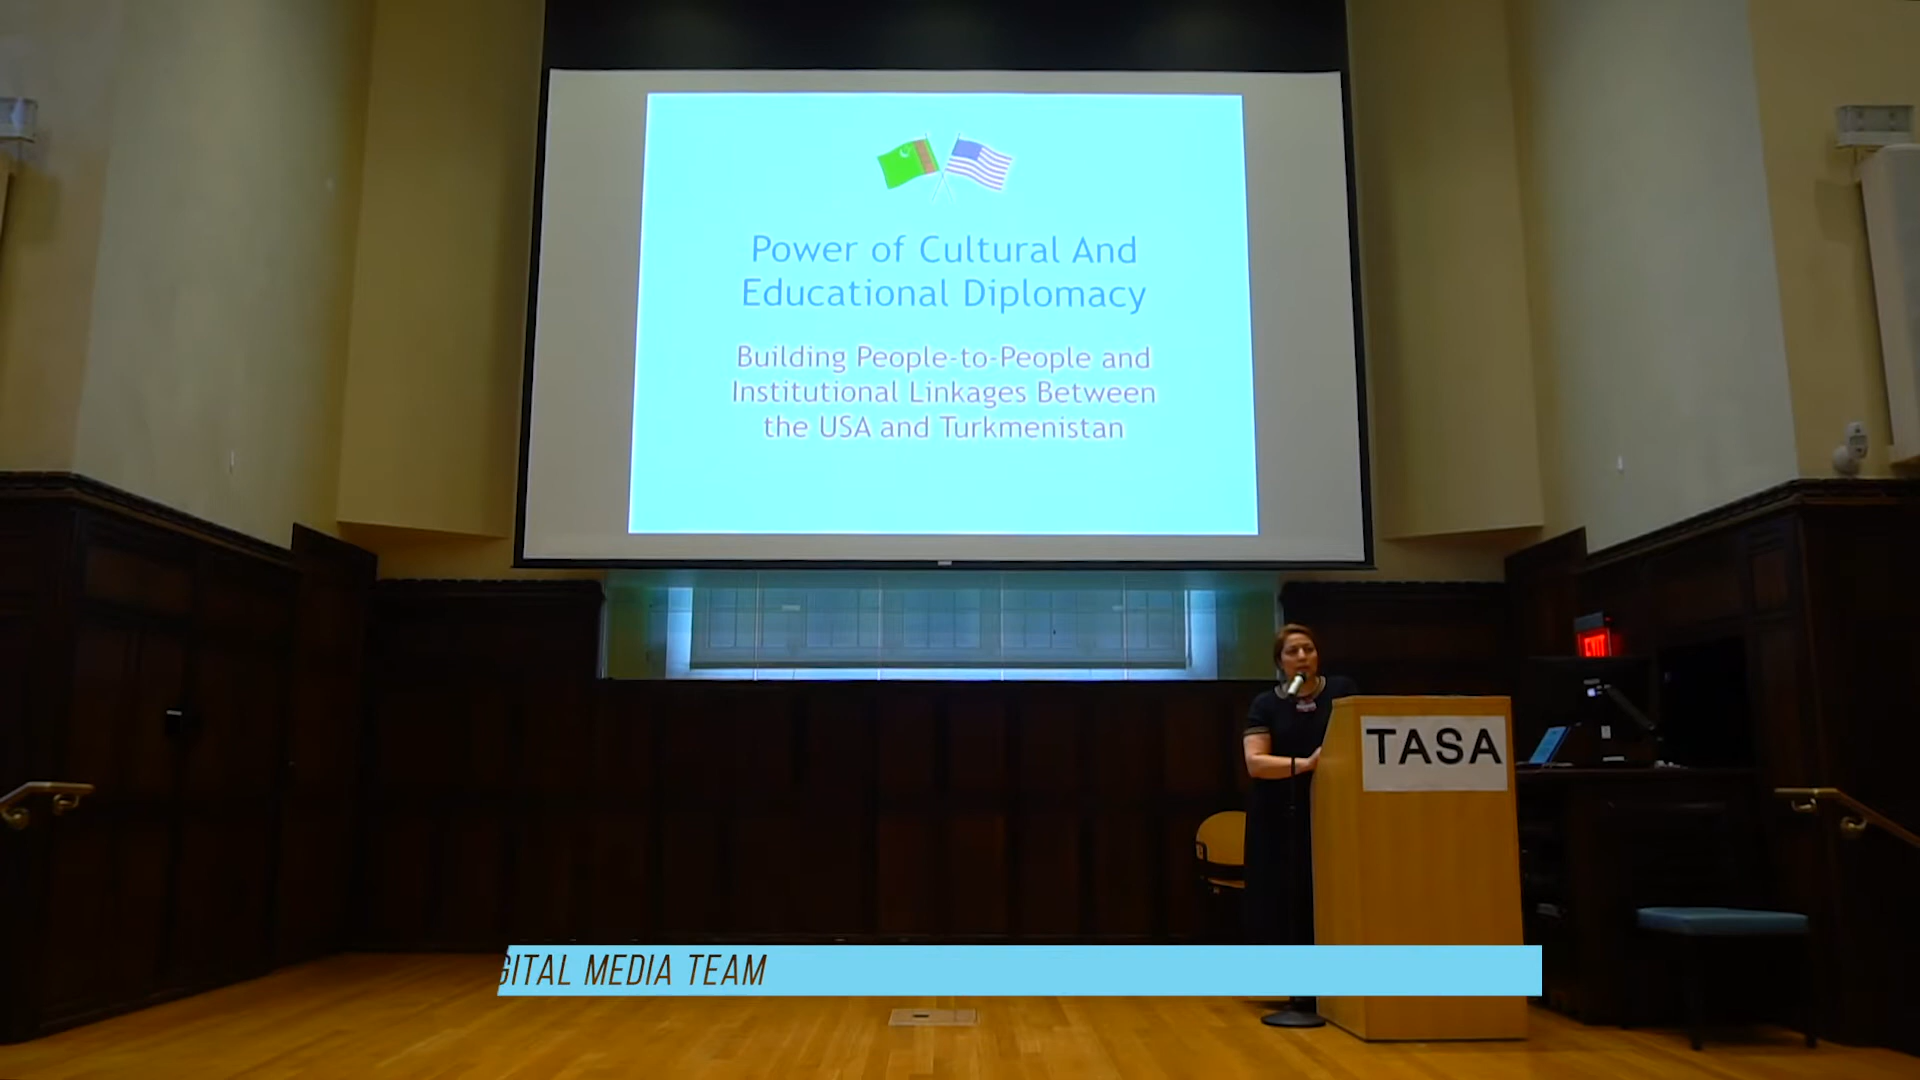 Power of Cultural And
Educational Diplomacy
Building People-to-People and
Institutional Linkages Between
the USA and Turkmenistan
EXIT
TASA
GITAL MEDIA TEAM